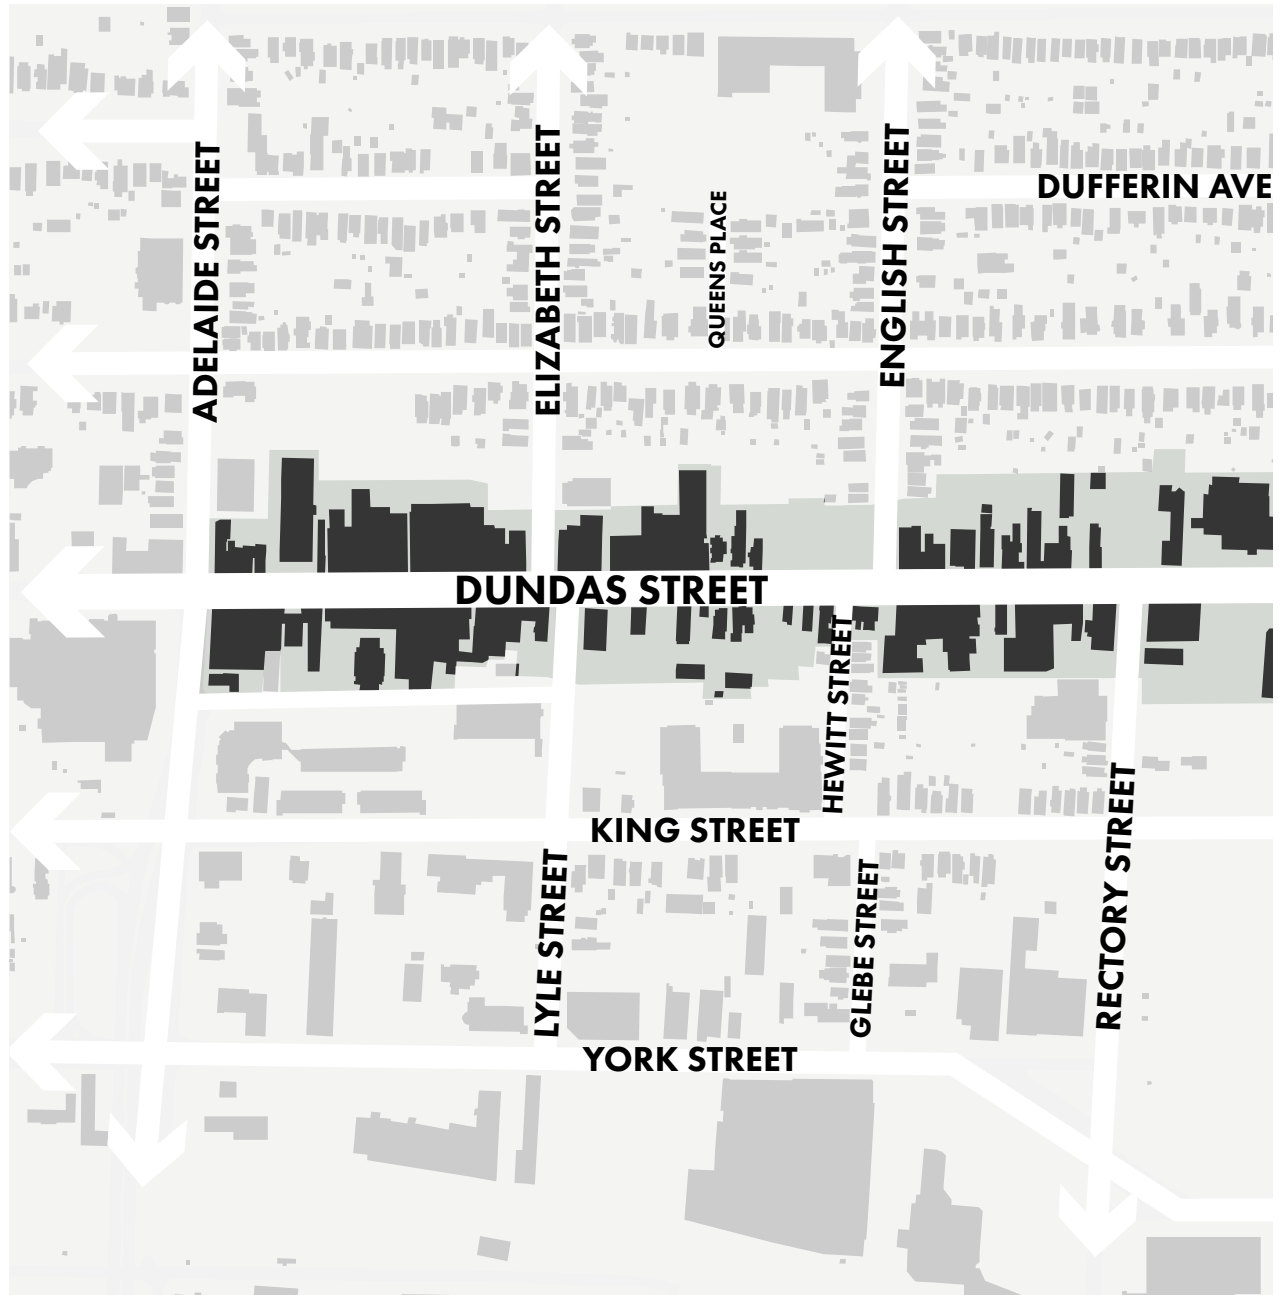 ADELAIDE STREET
ELIZABETH STREET
QUEENS PLACE
ENGLISH STREET
DUFFERIN AVE
DUNDAS STREET
HEWITT STREET
KING STREET
LYLE STREET
GLEBE STREET
RECTORY STREET
YORK STREET